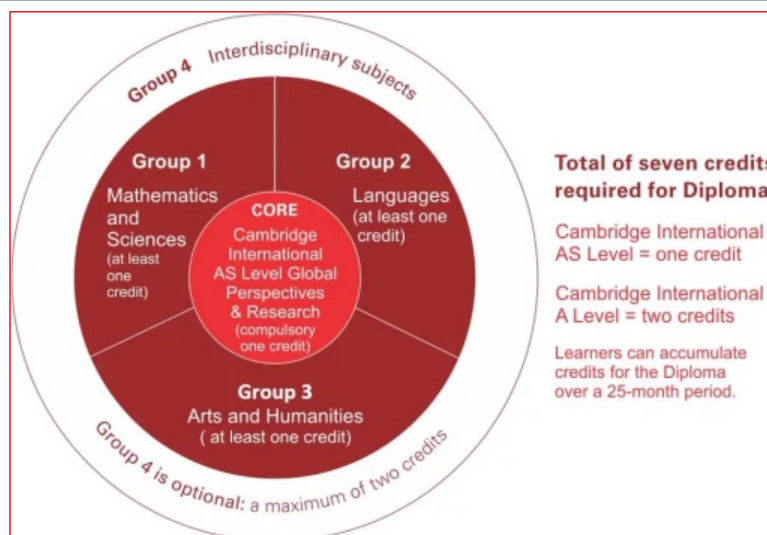 Group 4 Interdisciplinary subjects
Group 1
Mathematics
and
Sciences
(at least
one
credit)
Group 2
Languages
(at least one
credit)
CORE
Cambridge
International
AS Level Global
Perspectives
& Research
(compulsory
one credit)
Group 3
Arts and Humanities
( at least one credit)
Group 4 is optional: a maximum of two credits
Total of seven credits
required for Diploma
Cambridge International
AS Level = one credit
Cambridge International
A Level = two credits
Learners can accumulate
credits for the Diploma
over a 25-month period.